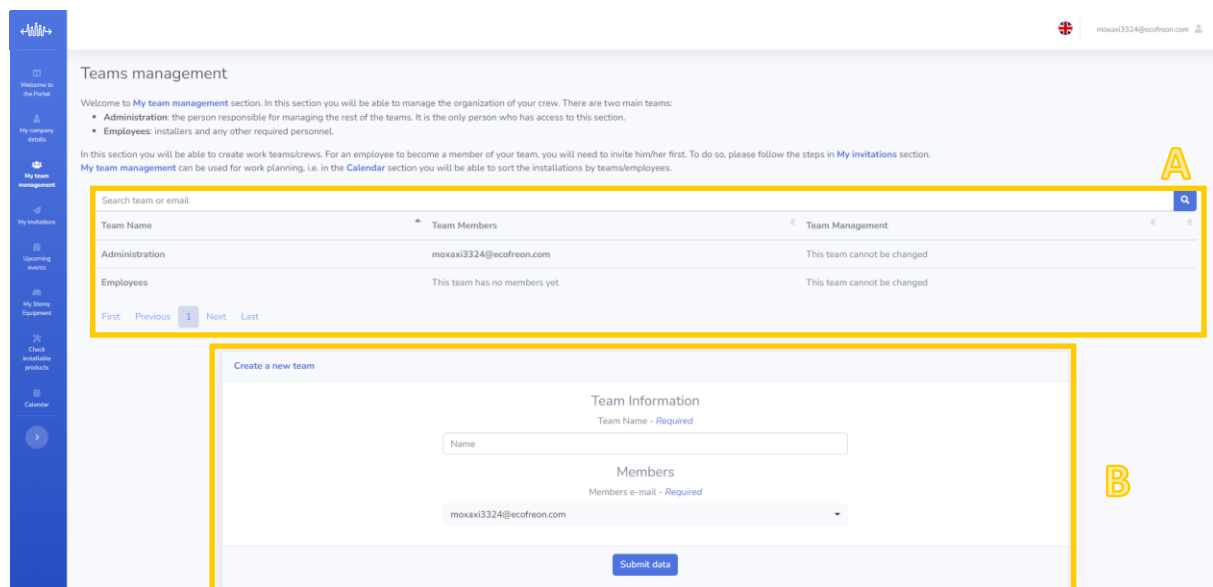 moxaxi3324@ecofreon.com
Welcome to
the Portal
My company
details
My team
management
My invitations
Upcoming
events
My Stemy
Equipment
Check
installable
products
Calendar
Teams management
Welcome to My team management section. In this section you will be able to manage the organization of your crew. There are two main teams:
• Administration: the person responsible for managing the rest of the teams. It is the only person who has access to this section.
• Employees: installers and any other required personnel.
In this section you will be able to create work teams/crews. For an employee to become a member of your team, you will need to invite him/her first. To do so, please follow the steps in My invitations section.
My team management can be used for work planning, i.e. in the Calendar section you will be able to sort the installations by teams/employees.
A
Search team or email
Team Name Team Members Team Management
Administration moxaxi3324@ecofreon.com This team cannot be changed
Employees This team has no members yet This team cannot be changed
First Previous 1 Next Last
Create a new team
Team Information
Team Name - Required
Name
Members
Members e-mail - Required
B
moxaxi3324@ecofreon.com
Submit data